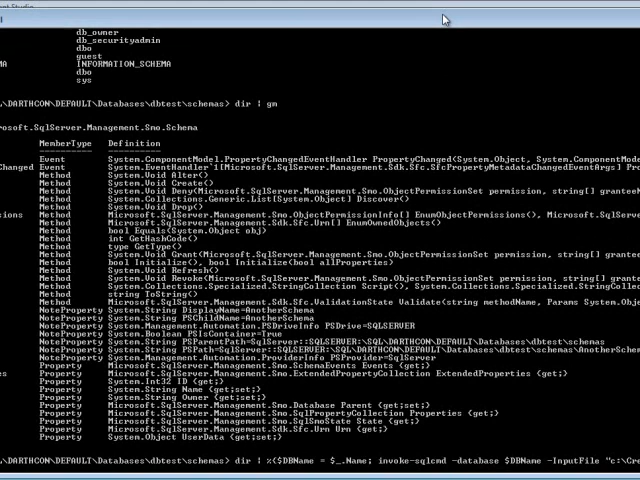 ent Studio
l
db_owner
db_securityadmin
dbo
guest
MA INFORMATION_SCHEMA
dbo
sys
L\DARTHCON\DEFAULT\Databases\dbtest\schemas> dir | gm
rosoft.SqlServer.Management.Smo.Schema
MemberType Definition
Event System.ComponentModel.PropertyChangedEventHandler PropertyChanged(System.Object, System.ComponentMode
Changed Event System.EventHandler`1[Microsoft.SqlServer.Management.Sdk.Sfc.SfcPropertyMetadataChangedEventArgs] Pro
Method System.Void Alter()
Method System.Void Create()
Method System.Void Deny(Microsoft.SqlServer.Management.Smo.ObjectPermissionSet permission, string[] granteeN
Method System.Collections.Generic.List[System.Object] Discover()
Method System.Void Drop()
sions Method Microsoft.SqlServer.Management.Smo.ObjectPermissionInfo[] EnumObjectPermissions(), Microsoft.SqlServe
Method Microsoft.SqlServer.Management.Sdk.Sfc.Urn[] EnumOwnedObjects()
Method bool Equals(System.Object obj)
Method int GetHashCode()
Method type GetType()
Method System.Void Grant(Microsoft.SqlServer.Management.Smo.ObjectPermissionSet permission, string[] grantee
Method bool Initialize(), bool Initialize(bool allProperties)
Method System.Void Refresh()
Method System.Void Revoke(Microsoft.SqlServer.Management.Smo.ObjectPermissionSet permission, string[] grante
Method System.Collections.Specialized.StringCollection Script(), System.Collections.Specialized.StringCollec
Method string ToString()
Method Microsoft.SqlServer.Management.Sdk.Sfc.ValidationState Validate(string methodName, Params System.Obje
NoteProperty System.String DisplayName=AnotherSchema
NoteProperty System.String PSChildName=AnotherSchema
NoteProperty System.Management.Automation.PSDriveInfo PSDrive=SQLSERVER
NoteProperty System.Boolean PSIsContainer=True
NoteProperty System.String PSParentPath=SqlServer::SQLSERVER:\SQL\DARTHCON\DEFAULT\Databases\dbtest\schemas
NoteProperty System.String PSPath=SqlServer::SQLSERVER:\SQL\DARTHCON\DEFAULT\Databases\dbtest\schemas\AnotherSchem
NoteProperty System.Management.Automation.ProviderInfo PSProvider=SqlServer
Property Microsoft.SqlServer.Management.Smo.SchemaEvents Events {get;}
es Property Microsoft.SqlServer.Management.Smo.ExtendedPropertyCollection ExtendedProperties {get;}
Property System.Int32 ID {get;}
Property System.String Name {get;set;}
Property System.String Owner {get;set;}
Property Microsoft.SqlServer.Management.Smo.Database Parent {get;set;}
Property Microsoft.SqlServer.Management.Smo.SqlPropertyCollection Properties {get;}
Property Microsoft.SqlServer.Management.Smo.SqlSmoState State {get;}
Property Microsoft.SqlServer.Management.Sdk.Sfc.Urn Urn {get;}
Property System.Object UserData {get;set;}
L\DARTHCON\DEFAULT\Databases\dbtest\schemas> dir | %{$DBName = $_.Name; invoke-sqlcmd -database $DBName -InputFile "c:\Cre